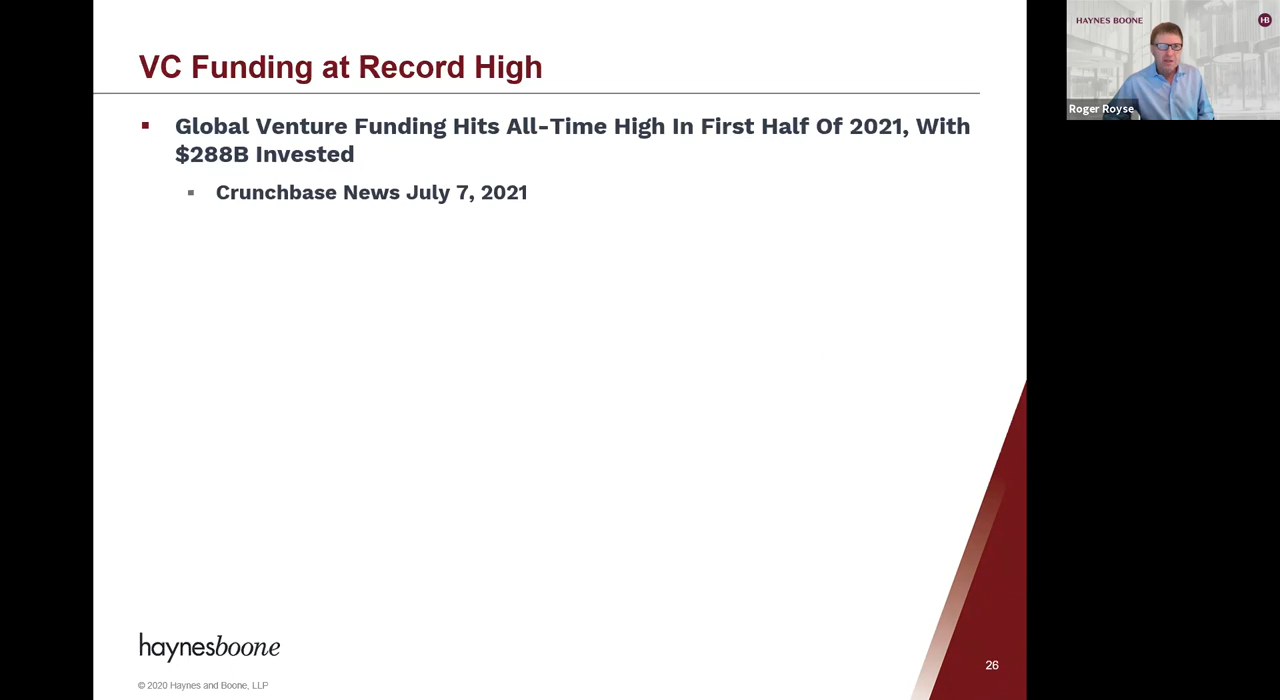 VC Funding at Record High
Global Venture Funding Hits All-Time High In First Half Of 2021, With
$288B Invested
Crunchbase News July 7, 2021
haynesboone
© 2020 Haynes and Boone, LLP
26
HAYNES BOONE
HB
Roger Royse